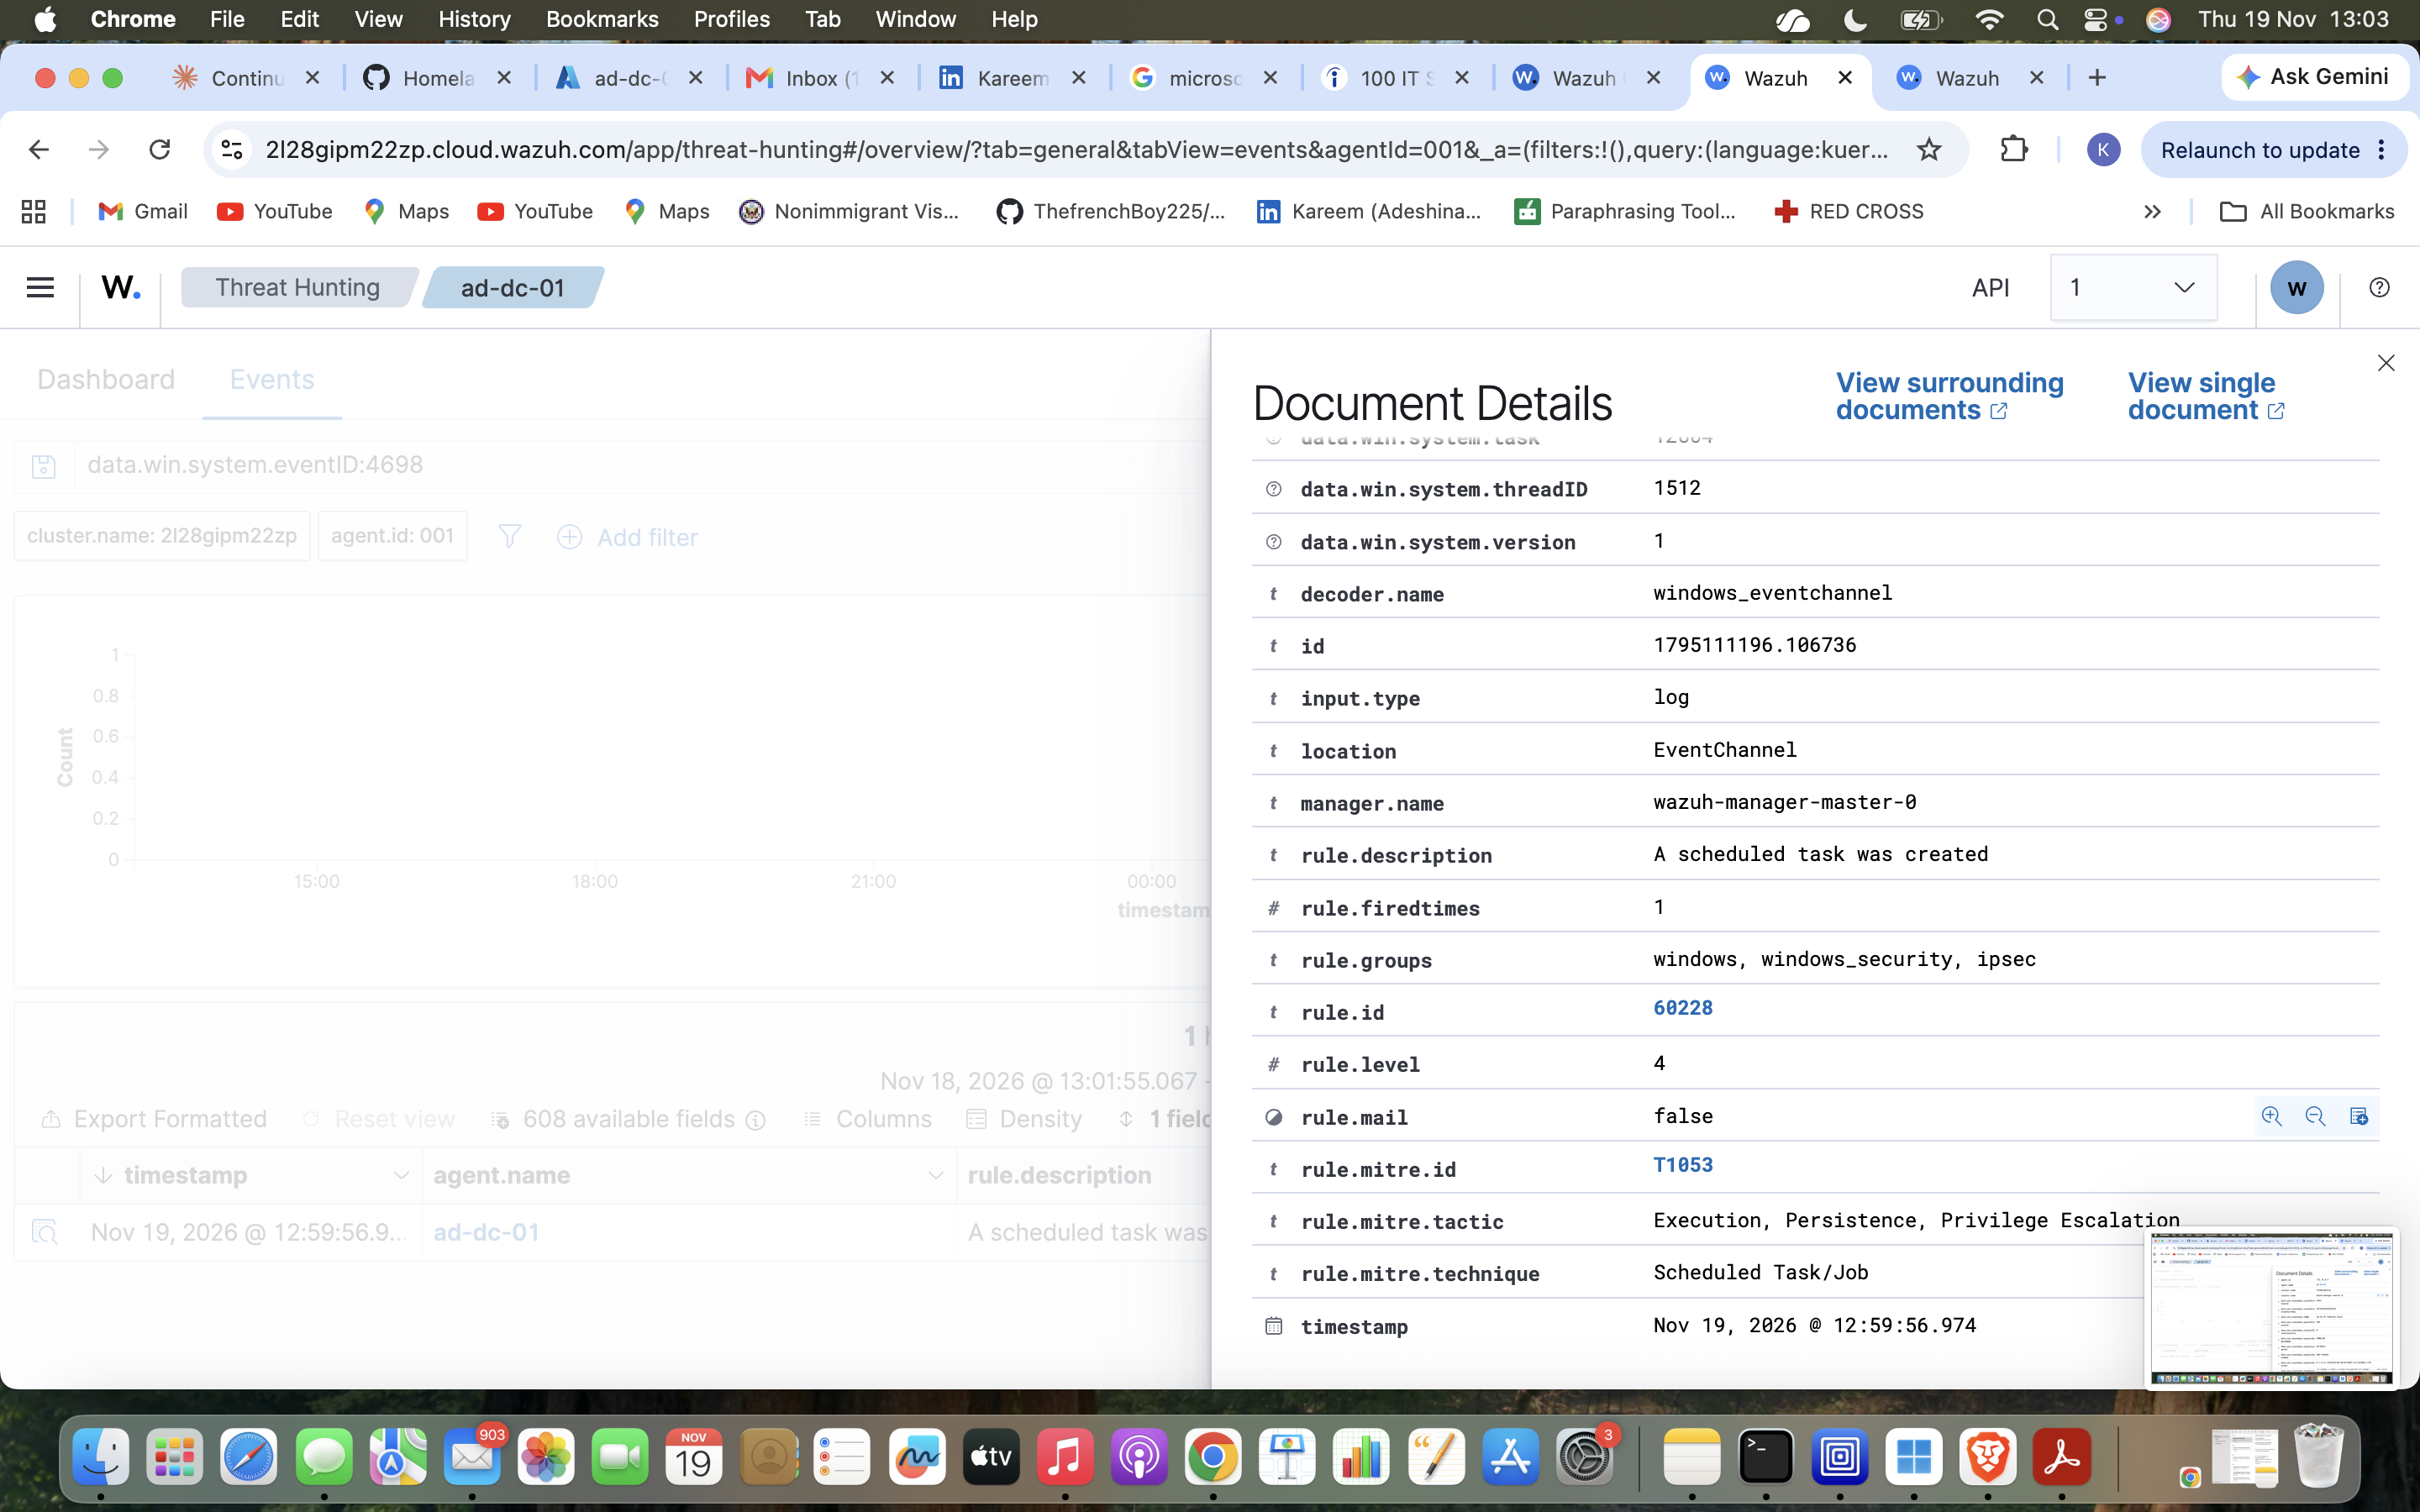 Chrome File Edit View History Bookmarks Profiles Tab Window Help Thu 19 Nov 13:03
Continu Homela ad-dc- Inbox (1 Kareem microsc 100 IT S Wazuh Wazuh Wazuh Ask Gemini
2l28gipm22zp.cloud.wazuh.com/app/threat-hunting#/overview/?tab=general&tabView=events&agentId=001&_a=(filters:!(),query:(language:kuer... K Relaunch to update
Gmail YouTube Maps YouTube Maps Nonimmigrant Vis... ThefrenchBoy225/... Kareem (Adeshina... Paraphrasing Tool... RED CROSS All Bookmarks
W. Threat Hunting ad-dc-01 API 1 W
Dashboard Events
data.win.system.eventID:4698
cluster.name: 2l28gipm22zp agent.id: 001 Add filter
Count
1
0.8
0.6
0.4
0.2
0
15:00 18:00 21:00 00:00
timestam
1 h
Nov 18, 2026 @ 13:01:55.067 -
Export Formatted Reset view 608 available fields Columns Density 1 field
timestamp agent.name rule.description
Nov 19, 2026 @ 12:59:56.9... ad-dc-01 A scheduled task was
Document Details
View surrounding documents
View single document
data.win.system.task 12804
data.win.system.threadID 1512
data.win.system.version 1
t decoder.name windows_eventchannel
t id 1795111196.106736
t input.type log
t location EventChannel
t manager.name wazuh-manager-master-0
t rule.description A scheduled task was created
# rule.firedtimes 1
t rule.groups windows, windows_security, ipsec
t rule.id 60228
# rule.level 4
rule.mail false
t rule.mitre.id T1053
t rule.mitre.tactic Execution, Persistence, Privilege Escalation
t rule.mitre.technique Scheduled Task/Job
timestamp Nov 19, 2026 @ 12:59:56.974
903 NOV 19 tv 3